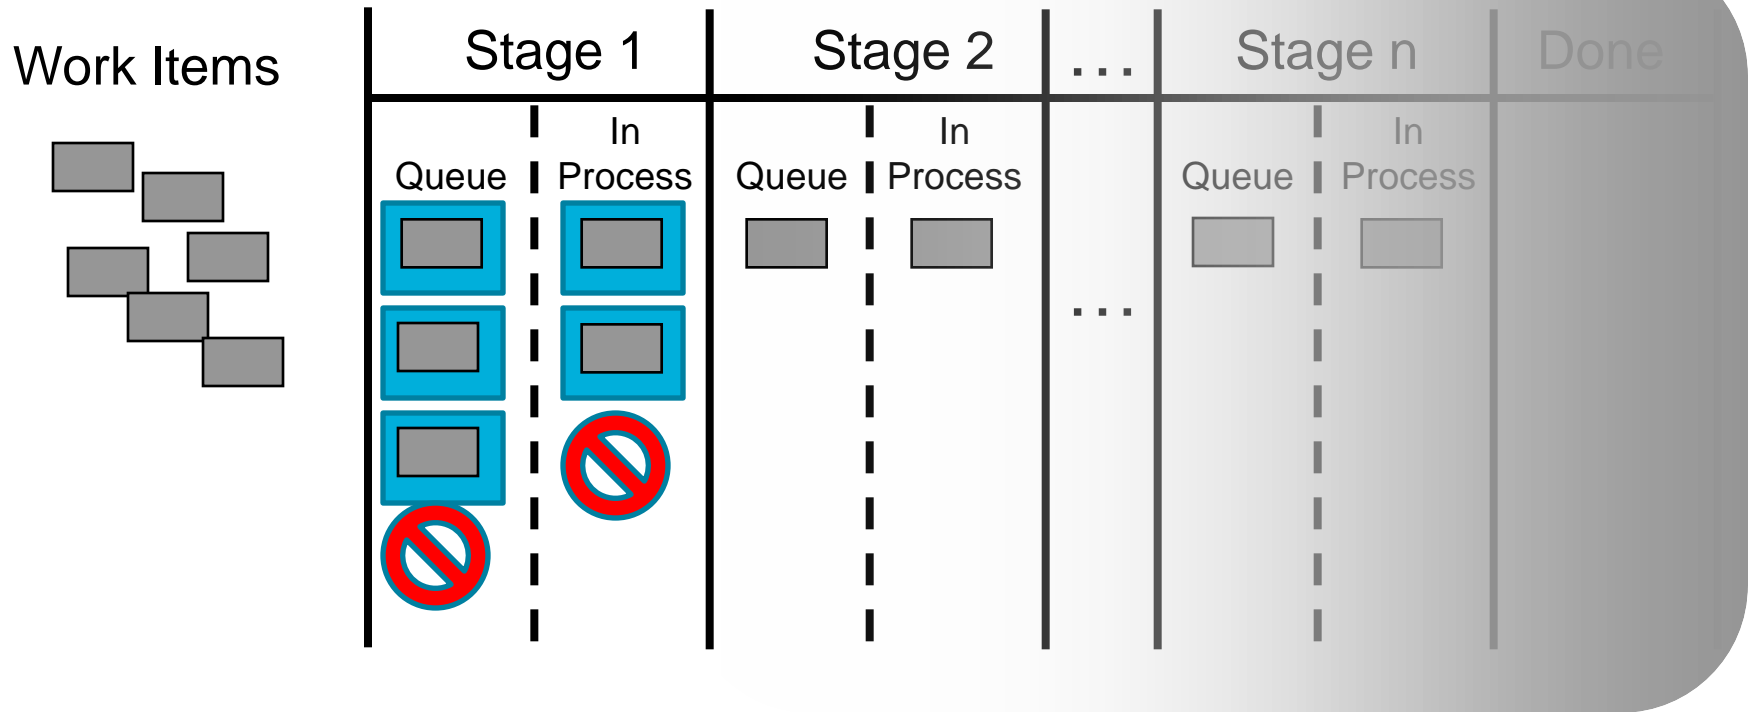 Work Items
Stage 1
Stage 2
...
Stage n
Done
Queue
In
Process
Queue
In
Process
...
Queue
In
Process